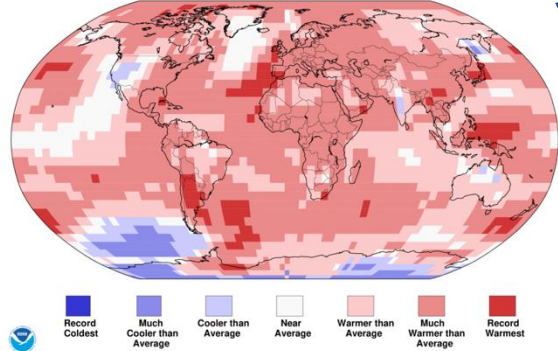 Record
Coldest
Much
Cooler than
Average
Cooler than
Average
Near
Average
Warmer than
Average
Much
Warmer than
Average
Record
Warmest